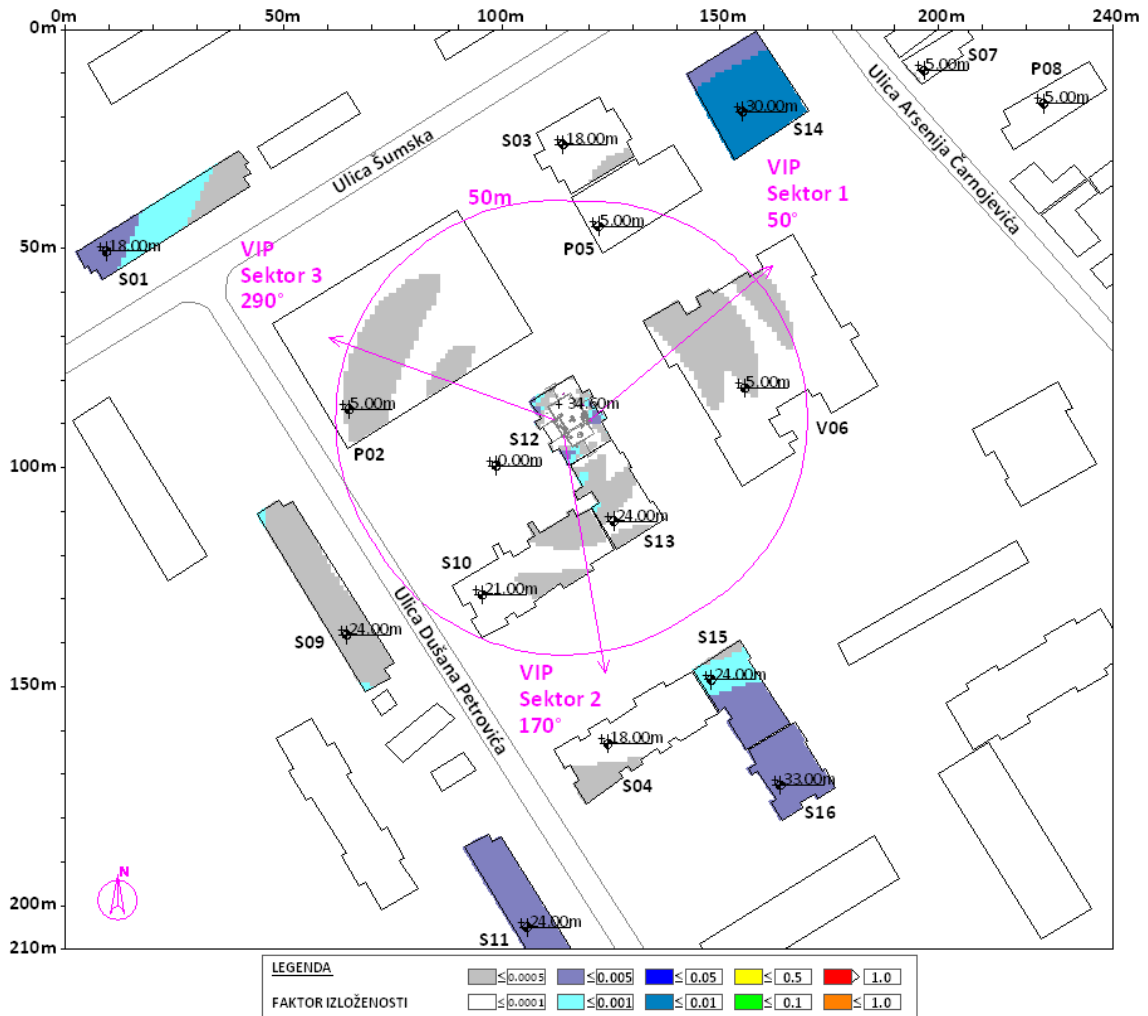 0m
50m
100m
150m
200m
240m
50m
100m
150m
200m
210m
S07
+5.00m
P08
+5.00m
Ulica Arsenija Čarnojevića
+30.00m
S14
S03
+18.00m
Ulica Šumska
VIP
Sektor 1
50°
50m
+5.00m
P05
+18.00m
S01
VIP
Sektor 3
290°
+5.00m
P02
+5.00m
V06
+ 34.60m
S12
+0.00m
+24.00m
S13
S10
+21.00m
S09
+24.00m
Ulica Dušana Petrovića
VIP
Sektor 2
170°
S15
+24.00m
+18.00m
S04
+33.00m
S16
N
+24.00m
S11
LEGENDA
FAKTOR IZLOŽENOSTI
≤0.0005
≤0.005
≤ 0.05
≤ 0.5
> 1.0
≤0.0001
≤0.001
≤ 0.01
≤ 0.1
≤ 1.0